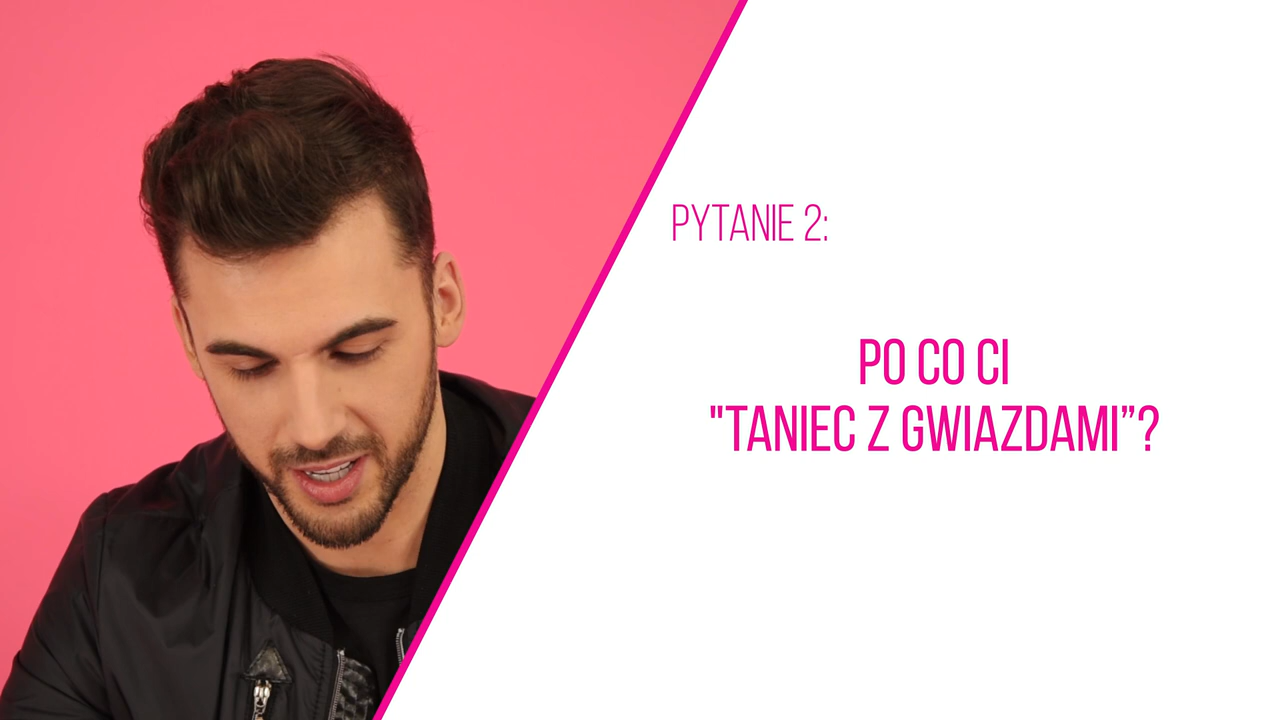 PYTANIE 2:
PO CO CI
"TANIEC Z GWIAZDAMI”?